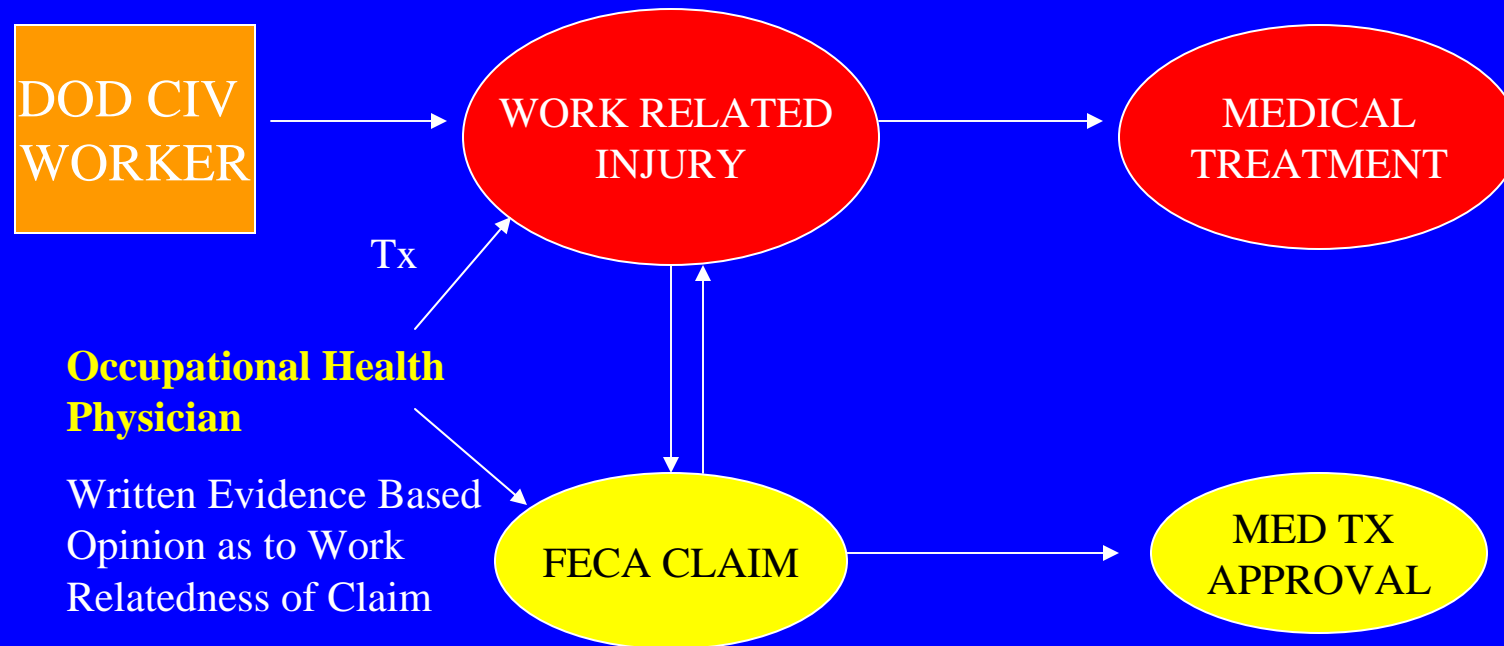 DOD CIV
WORKER
WORK RELATED
INJURY
MEDICAL
TREATMENT
Tx
Occupational Health
Physician
Written Evidence Based
Opinion as to Work
Relatedness of Claim
FECA CLAIM
MED TX
APPROVAL